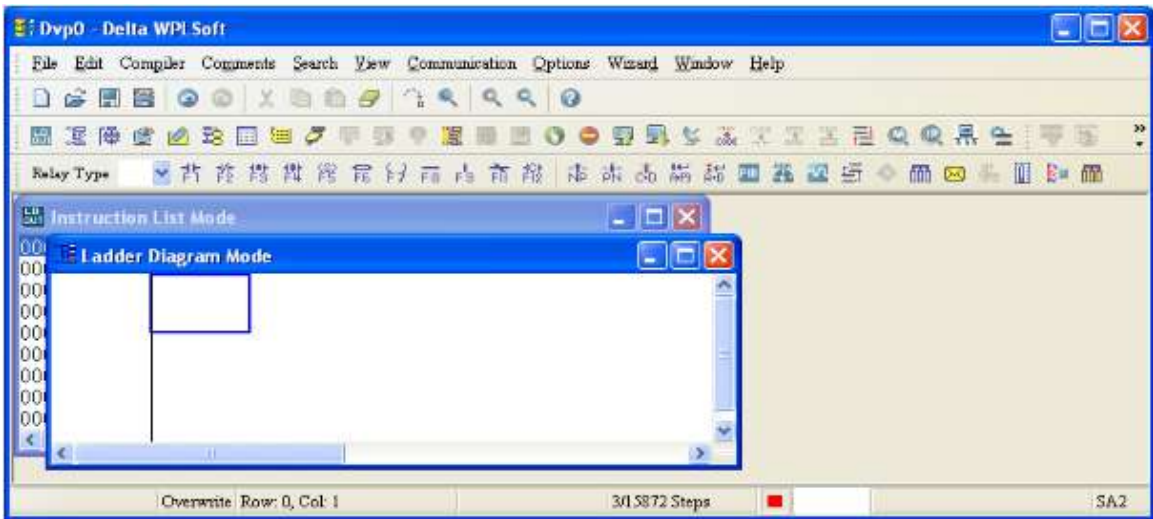 Dvp0 - Delta WPLSoft
File Edit Compiler Comments Search View Communication Options Wizard Window Help
Relay Type
Instruction List Mode
Ladder Diagram Mode
Overwrite Row: 0, Col: 1 3/15872 Steps SA2